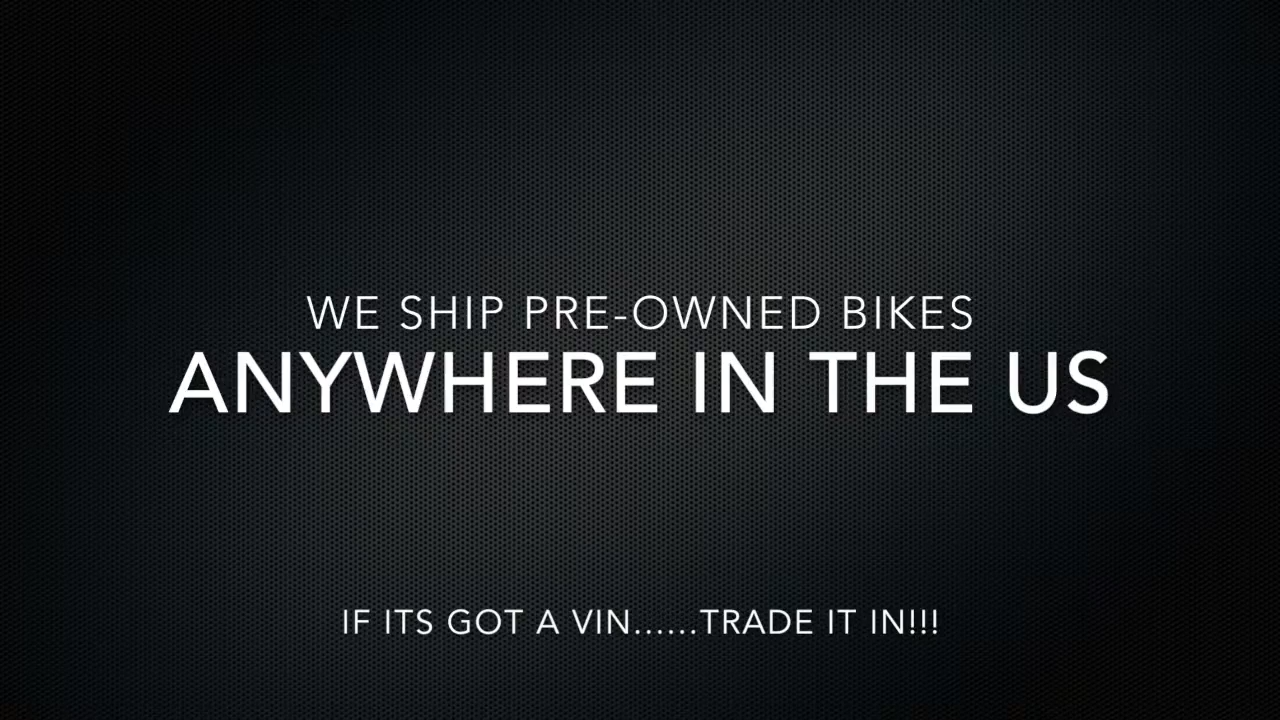 WE SHIP PRE-OWNED BIKES
ANYWHERE IN THE US
IF ITS GOT A VIN......TRADE IT IN!!!